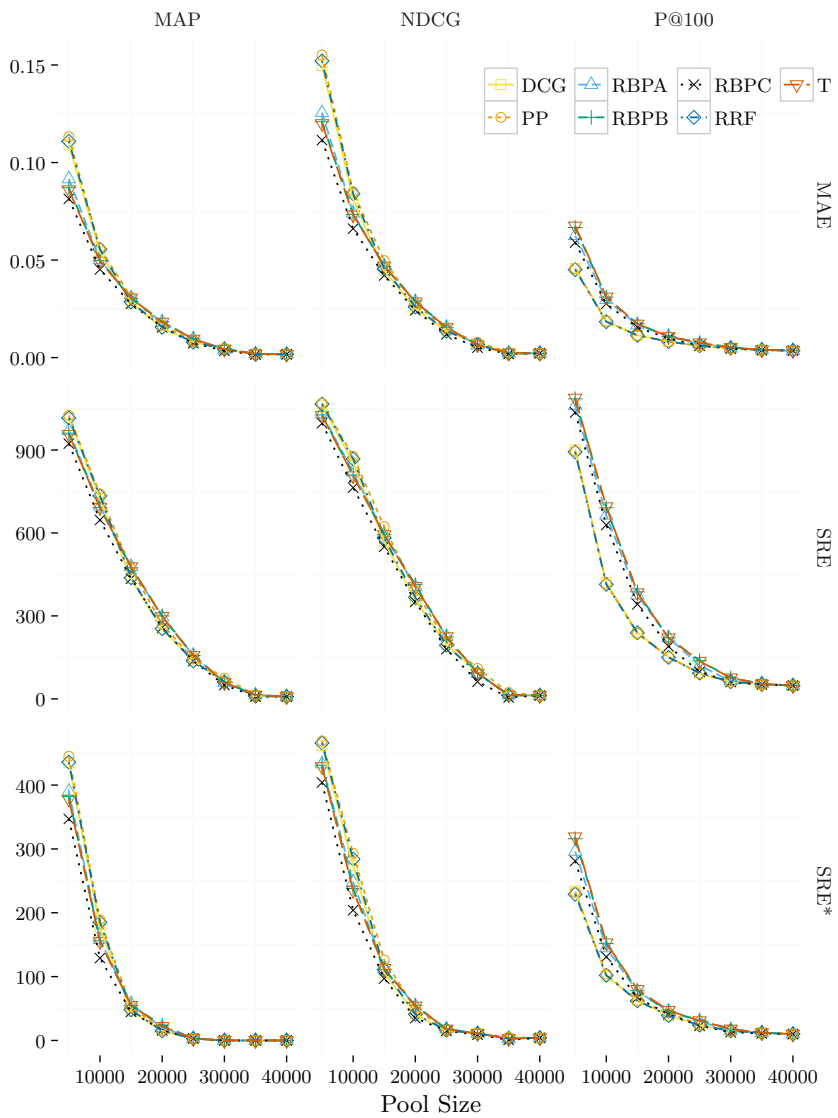 MAP NDCG P@100
0.15
DCG RBPA RBPC T
PP RBPB RRF
0.10
0.05
0.00
MAE
900
600
300
0
SRE
400
300
200
100
0
SRE*
10000 20000 30000 40000 10000 20000 30000 40000 10000 20000 30000 40000
Pool Size